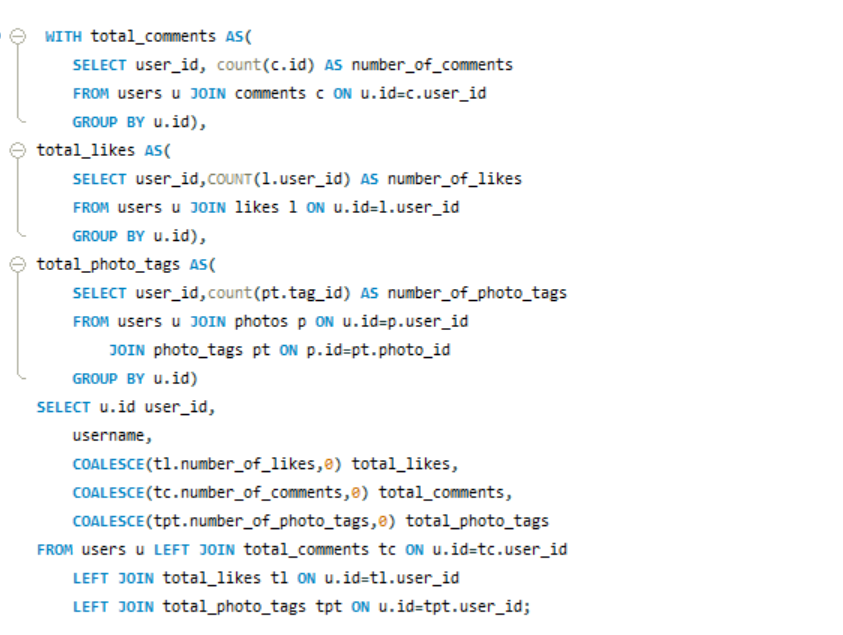 WITH total_comments AS(
SELECT user_id, count(c.id) AS number_of_comments
FROM users u JOIN comments c ON u.id=c.user_id
GROUP BY u.id),
total_likes AS(
SELECT user_id,COUNT(l.user_id) AS number_of_likes
FROM users u JOIN likes l ON u.id=l.user_id
GROUP BY u.id),
total_photo_tags AS(
SELECT user_id,count(pt.tag_id) AS number_of_photo_tags
FROM users u JOIN photos p ON u.id=p.user_id
JOIN photo_tags pt ON p.id=pt.photo_id
GROUP BY u.id)
SELECT u.id user_id,
username,
COALESCE(tl.number_of_likes,0) total_likes,
COALESCE(tc.number_of_comments,0) total_comments,
COALESCE(tpt.number_of_photo_tags,0) total_photo_tags
FROM users u LEFT JOIN total_comments tc ON u.id=tc.user_id
LEFT JOIN total_likes tl ON u.id=tl.user_id
LEFT JOIN total_photo_tags tpt ON u.id=tpt.user_id;